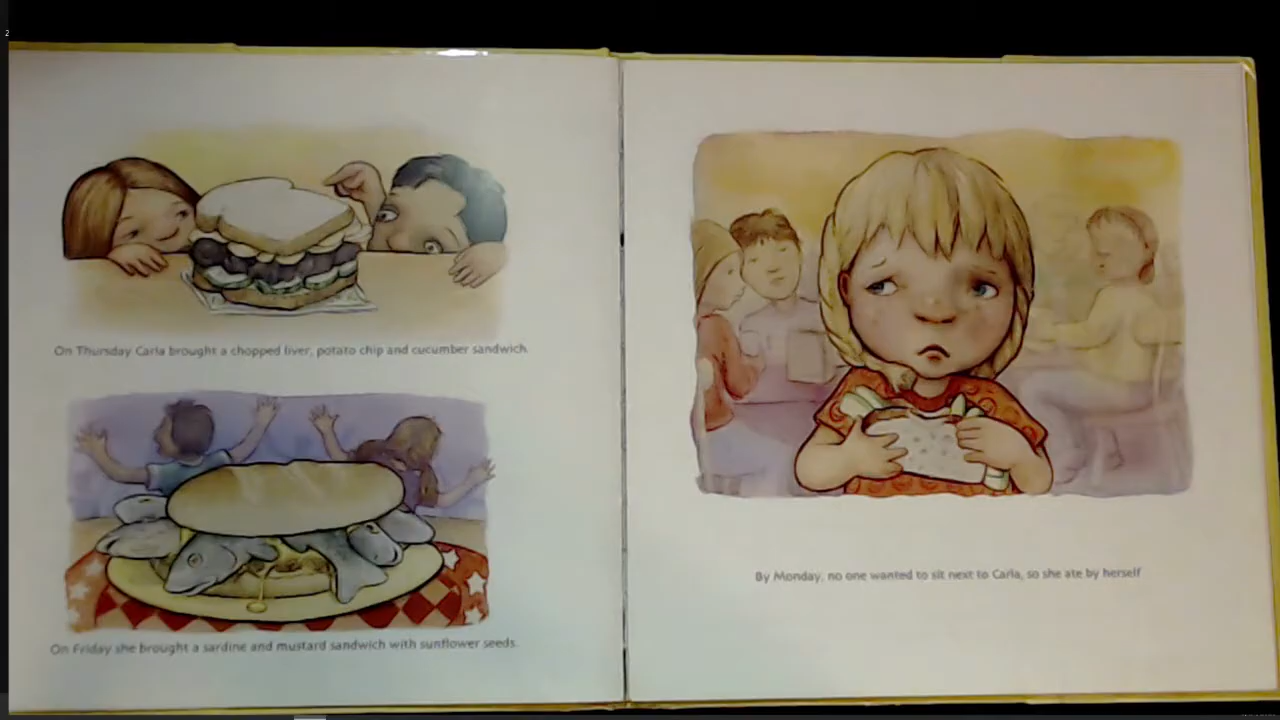 2
On Thursday Carla brought a chopped liver, potato chip and cucumber sandwich.
On Friday she brought a sardine and mustard sandwich with sunflower seeds.
By Monday, no one wanted to sit next to Carla, so she ate by herself